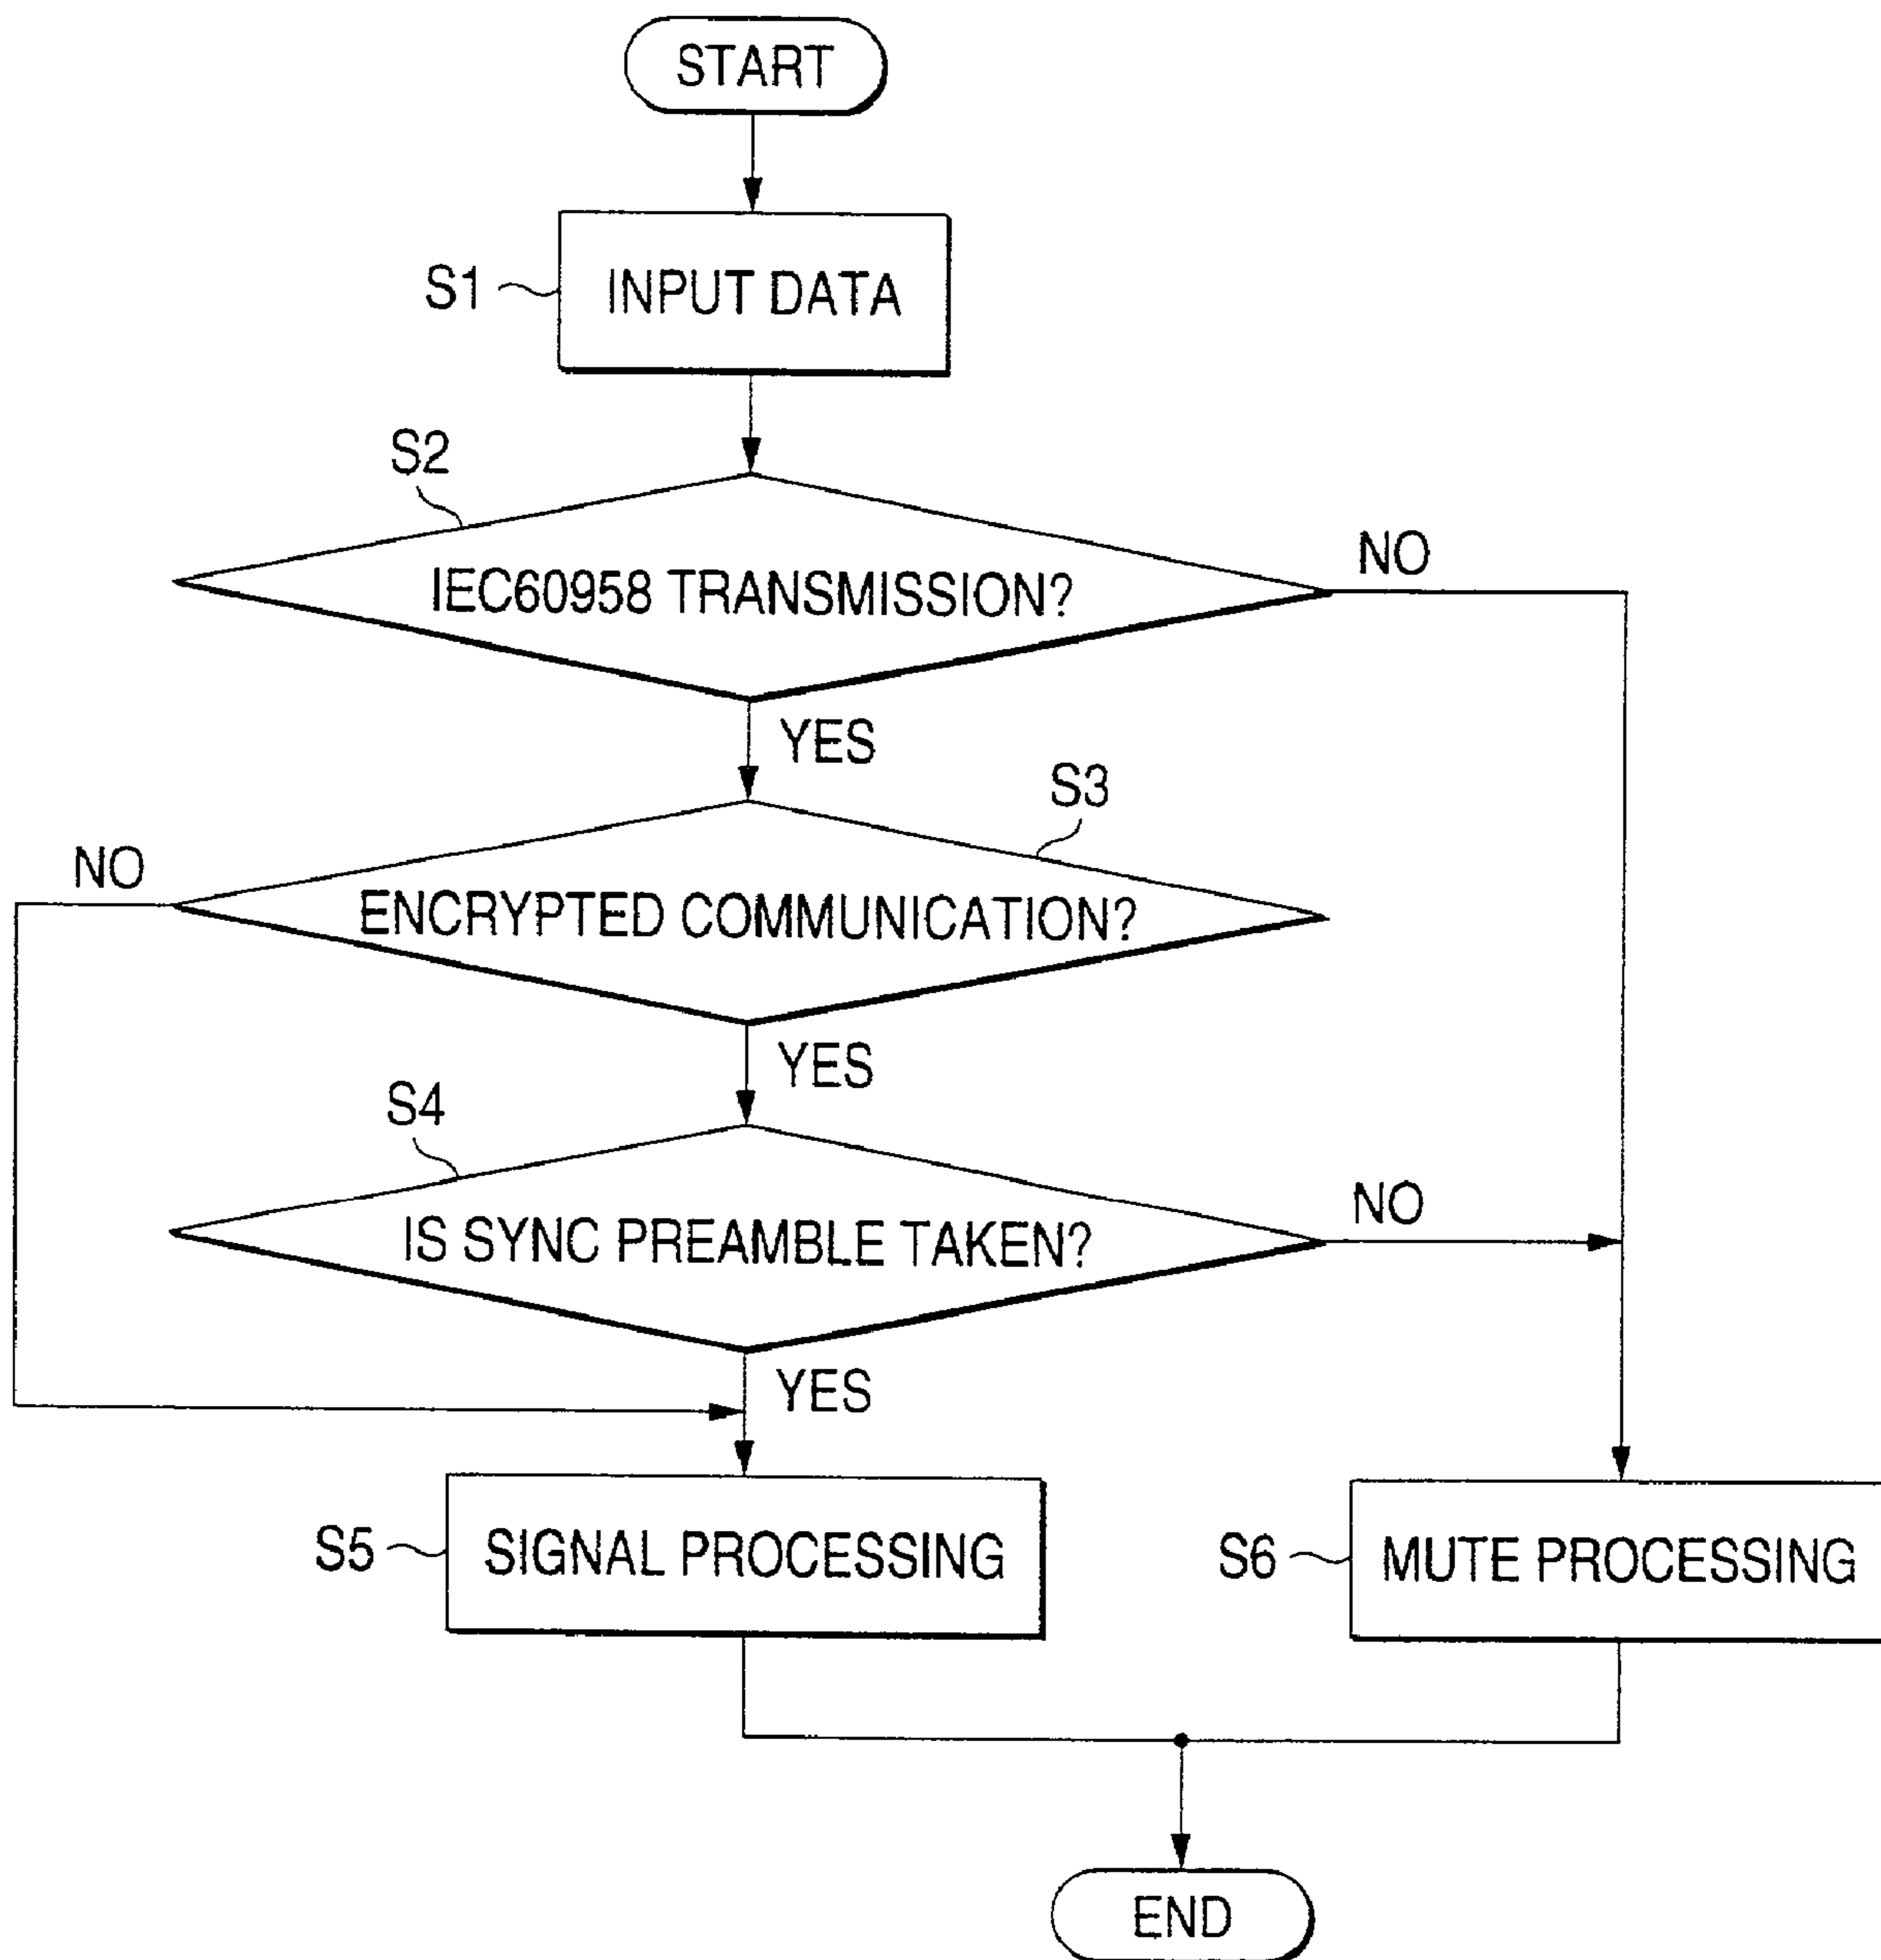 START
S1
INPUT DATA
S2
IEC60958 TRANSMISSION?
NO
YES
S3
NO
ENCRYPTED COMMUNICATION?
YES
S4
IS SYNC PREAMBLE TAKEN?
NO
YES
S5
SIGNAL PROCESSING
S6
MUTE PROCESSING
END